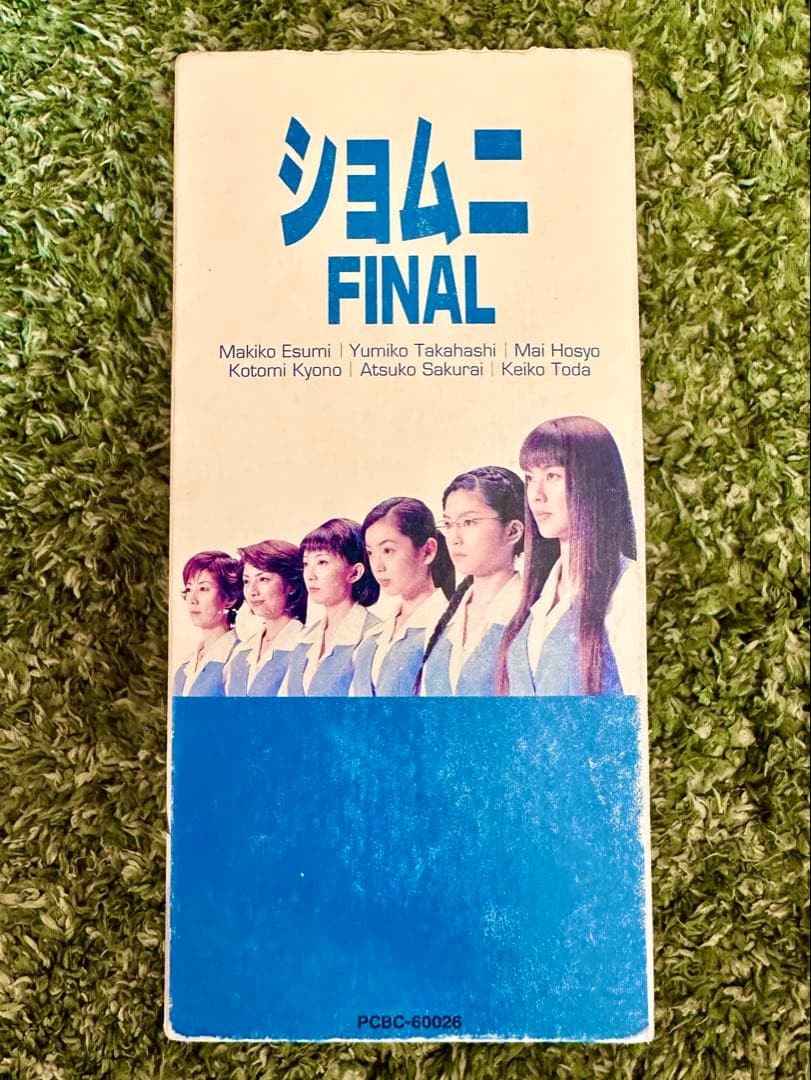 ショムニ
FINAL
Makiko Esumi | Yumiko Takahashi | Mai Hosyo
Kotomi Kyono | Atsuko Sakurai | Keiko Toda
PCBC-60026